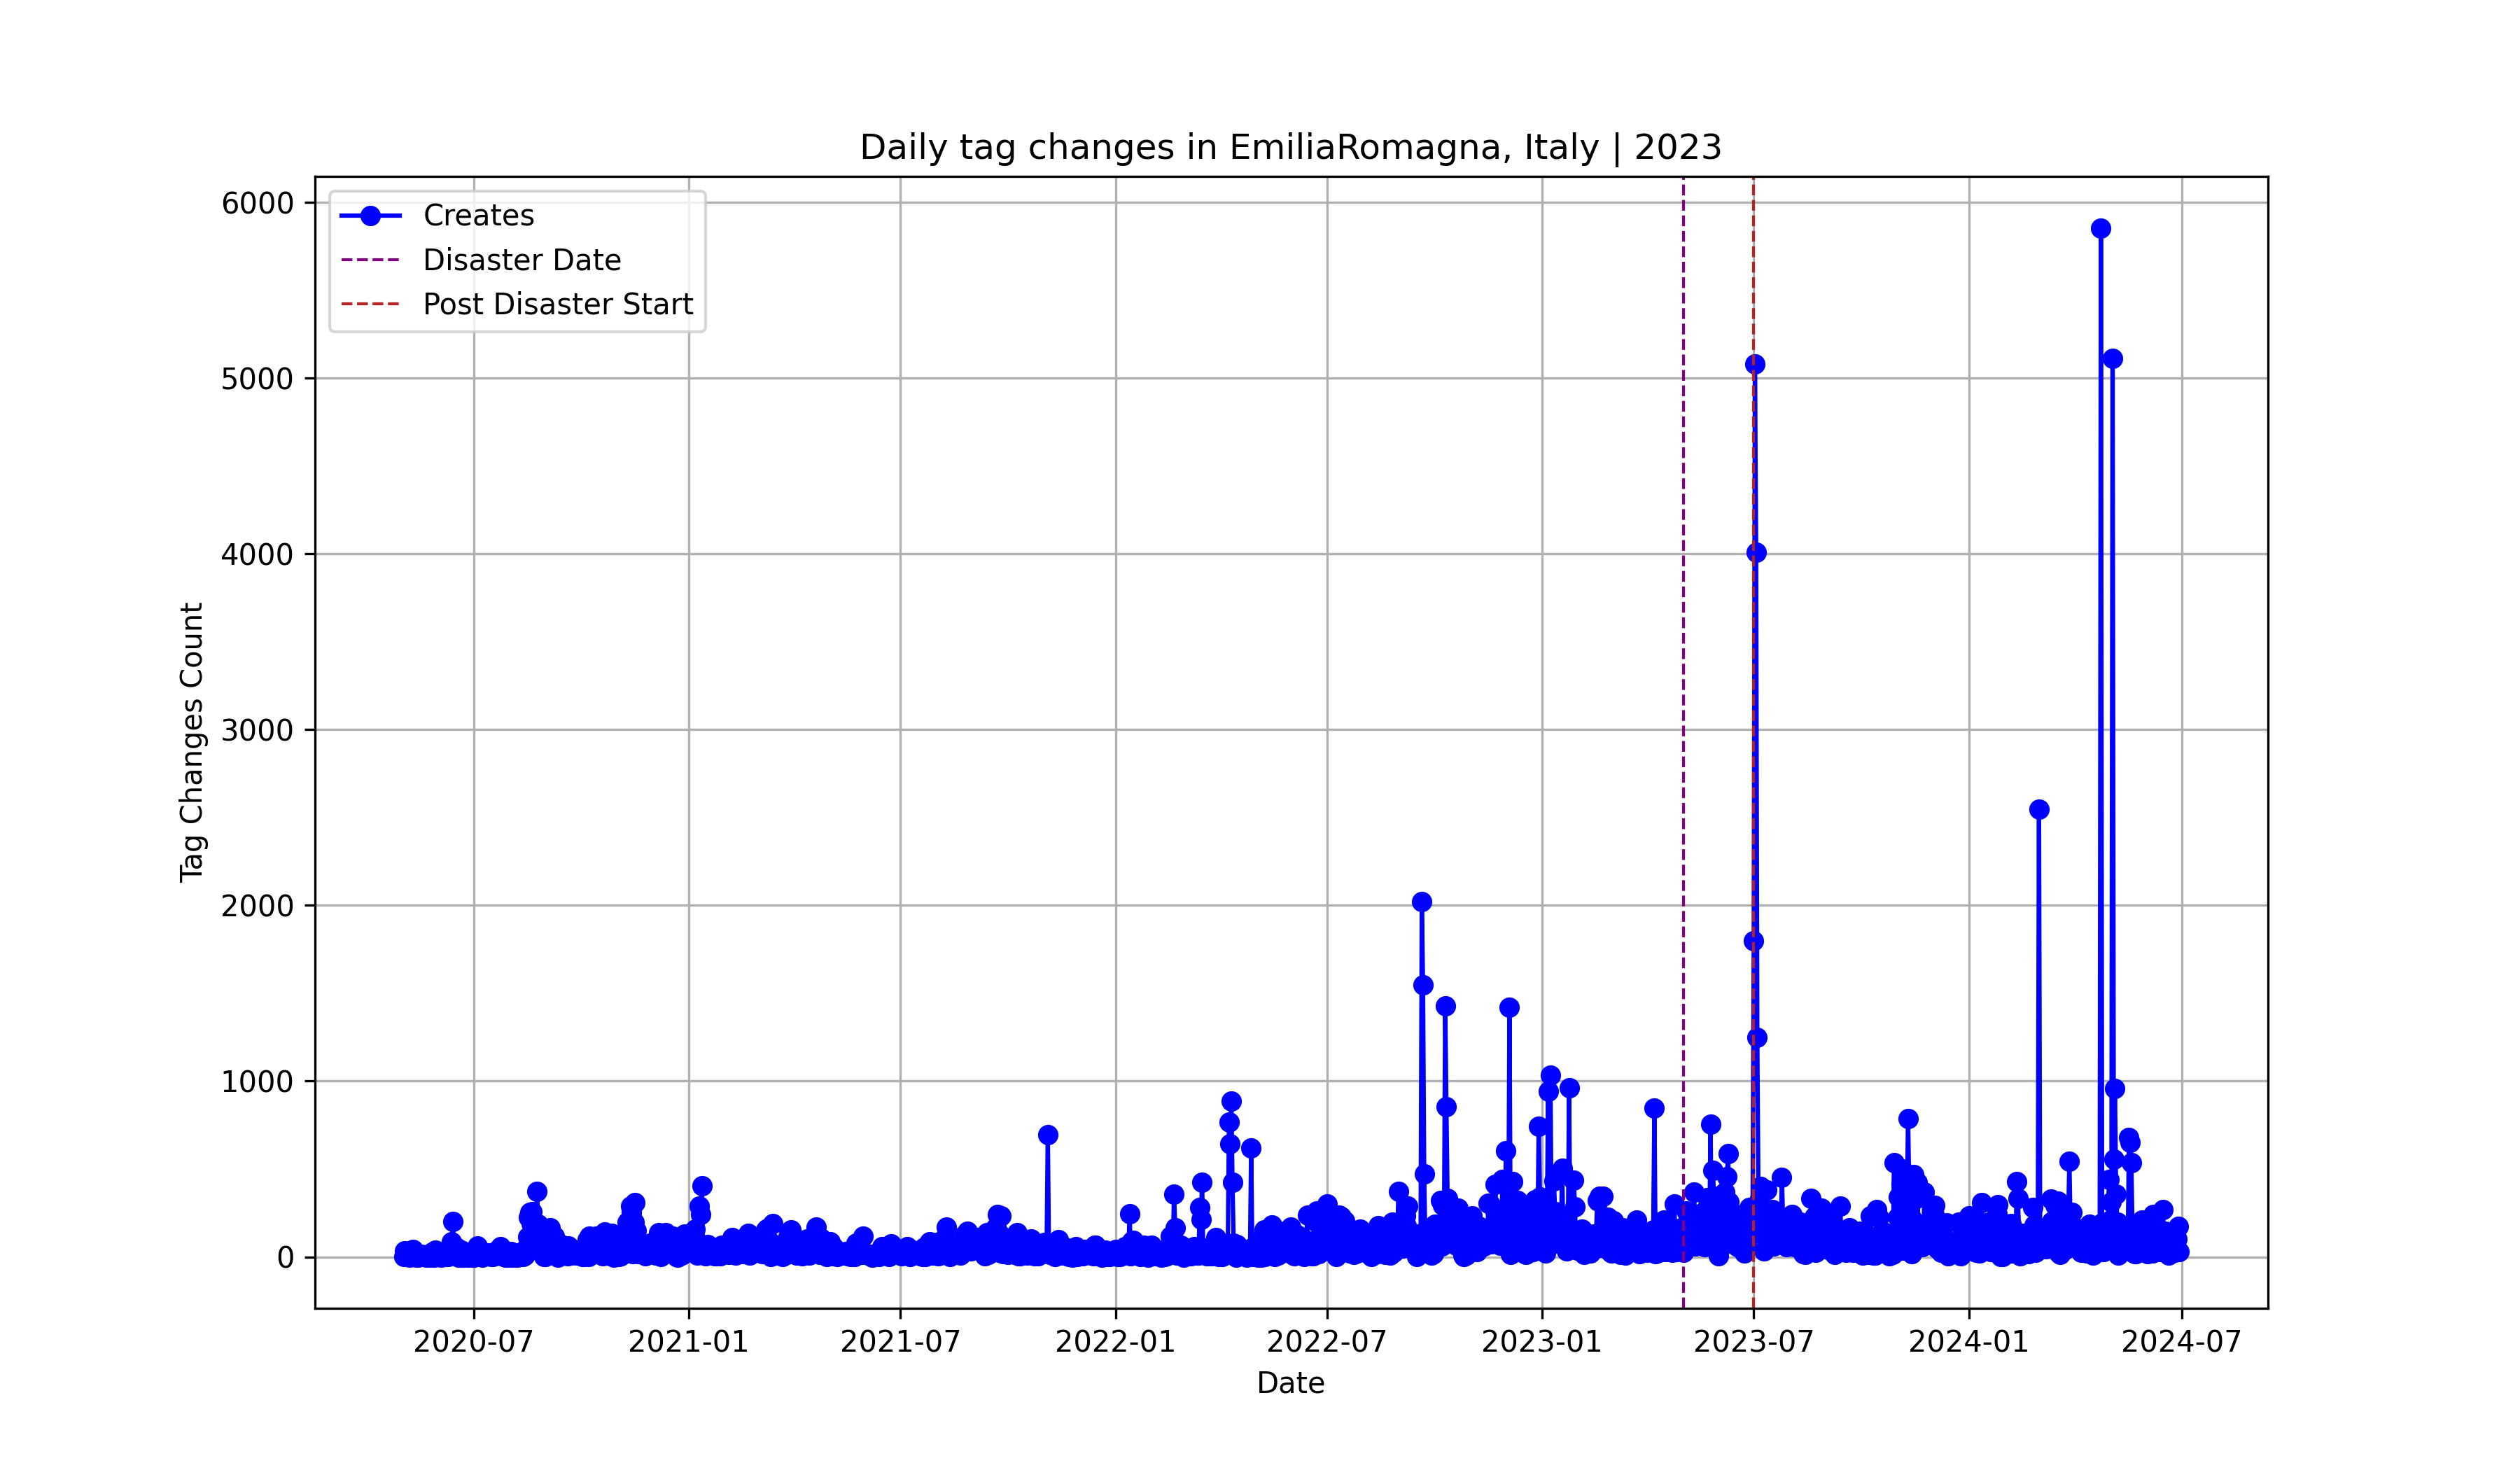 Daily tag changes in EmiliaRomagna, Italy | 2023
Creates
Disaster Date
Post Disaster Start
6000
5000
4000
3000
2000
1000
0
Tag Changes Count
2020-07
2021-01
2021-07
2022-01
2022-07
2023-01
2023-07
2024-01
2024-07
Date